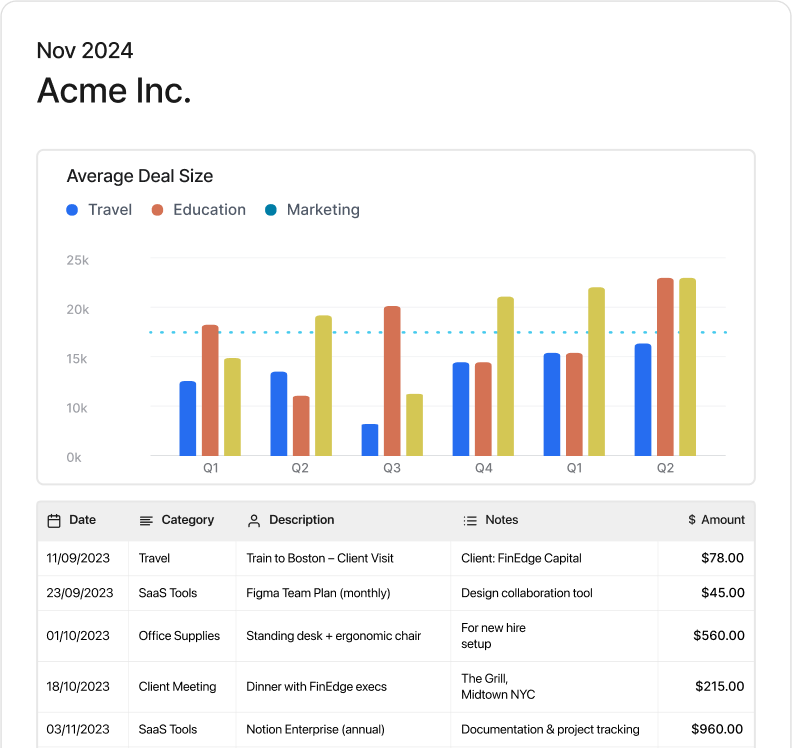 Nov 2024
Acme Inc.
Average Deal Size
Travel Education Marketing
25k
20k
15k
10k
0k
Q1 Q2 Q3 Q4 Q1 Q2
Date Category Description Notes $ Amount
11/09/2023 Travel Train to Boston – Client Visit Client: FinEdge Capital $78.00
23/09/2023 SaaS Tools Figma Team Plan (monthly) Design collaboration tool $45.00
01/10/2023 Office Supplies Standing desk + ergonomic chair For new hire
setup $560.00
18/10/2023 Client Meeting Dinner with FinEdge execs The Grill,
Midtown NYC $215.00
03/11/2023 SaaS Tools Notion Enterprise (annual) Documentation & project tracking $960.00